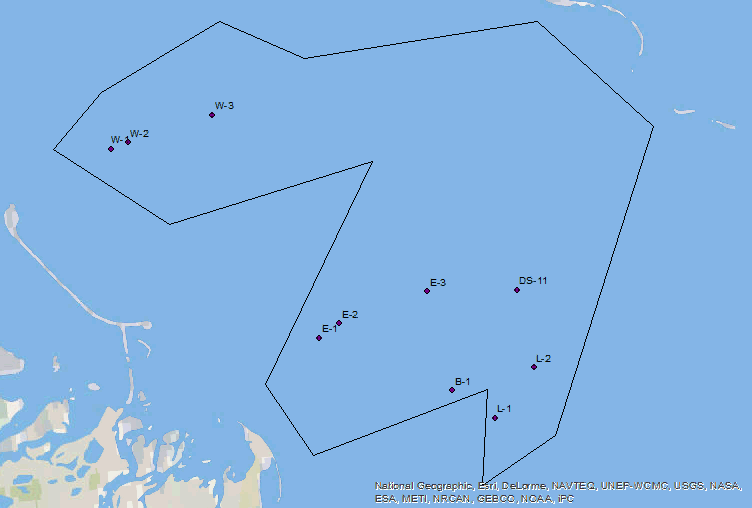 W-3
W-2
W-1
DS-11
E-3
E-2
E-1
L-2
B-1
L-1
National Geographic, Esri, DeLorme, NAVTEQ, UNEP-WCMC, USGS, NASA,
ESA, METI, NRCAN, GEBCO, NOAA, iPC